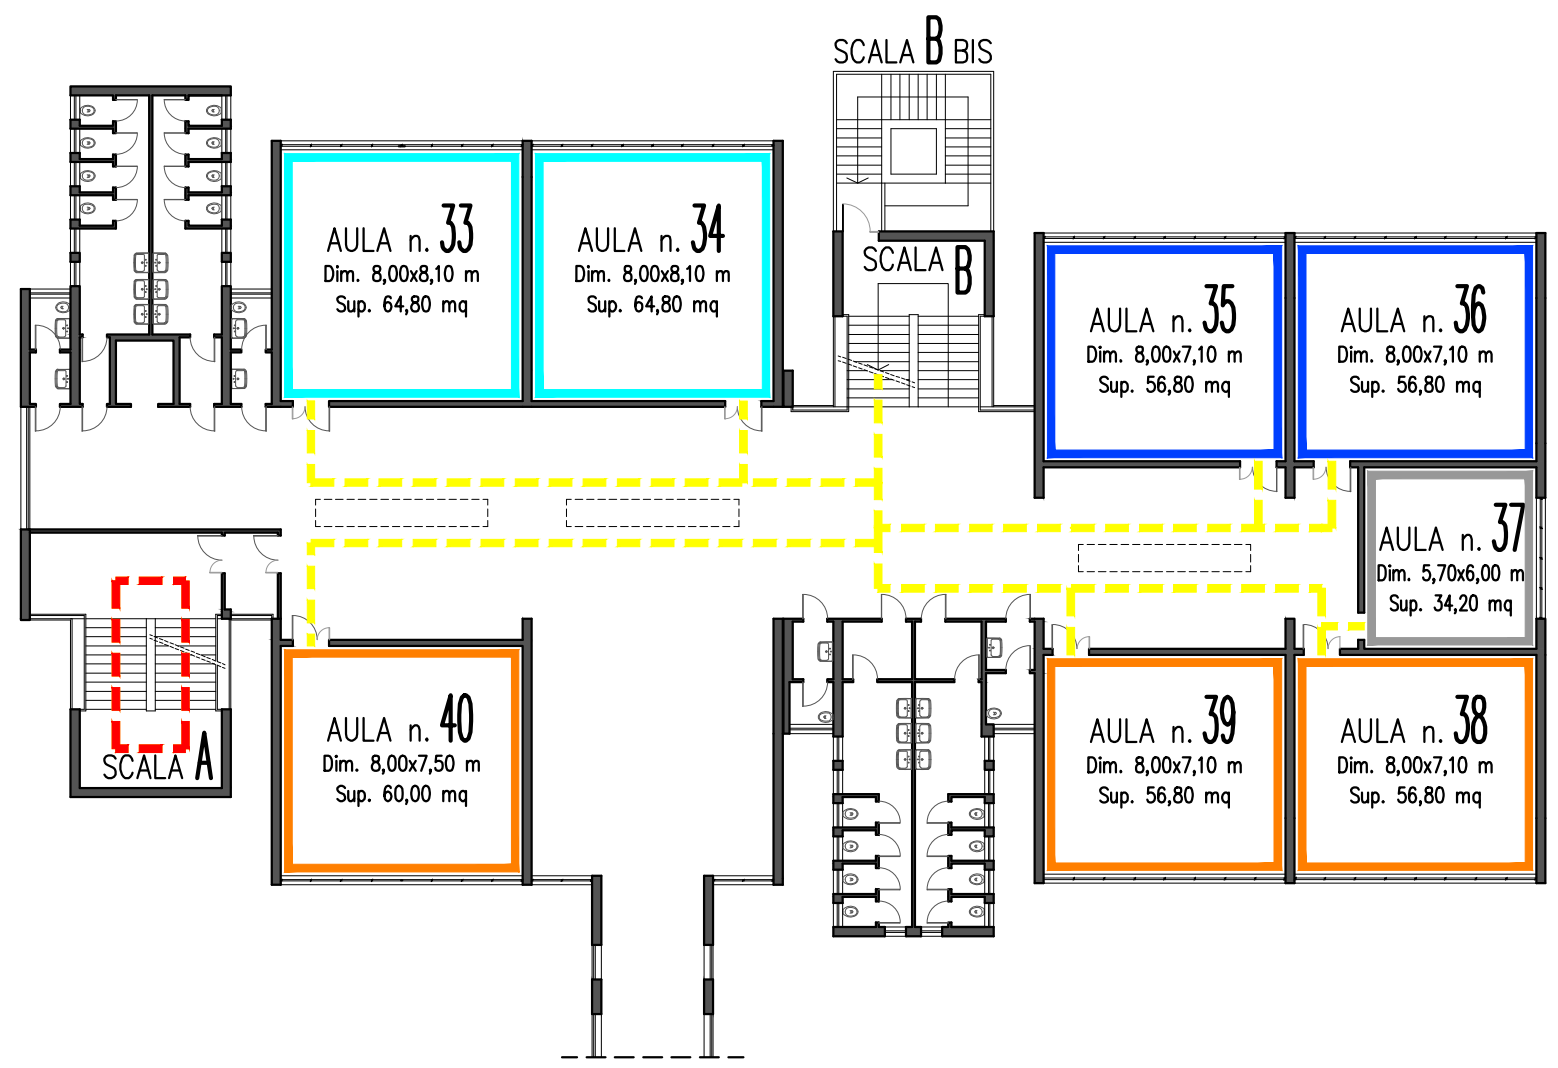 SCALA B BIS
AULA n. 33
Dim. 8,00x8,10 m
Sup. 64,80 mq
AULA n. 34
Dim. 8,00x8,10 m
Sup. 64,80 mq
SCALA B
AULA n. 35
Dim. 8,00x7,10 m
Sup. 56,80 mq
AULA n. 36
Dim. 8,00x7,10 m
Sup. 56,80 mq
AULA n. 37
Dim. 5,70x6,00 m
Sup. 34,20 mq
SCALA A
AULA n. 40
Dim. 8,00x7,50 m
Sup. 60,00 mq
AULA n. 39
Dim. 8,00x7,10 m
Sup. 56,80 mq
AULA n. 38
Dim. 8,00x7,10 m
Sup. 56,80 mq